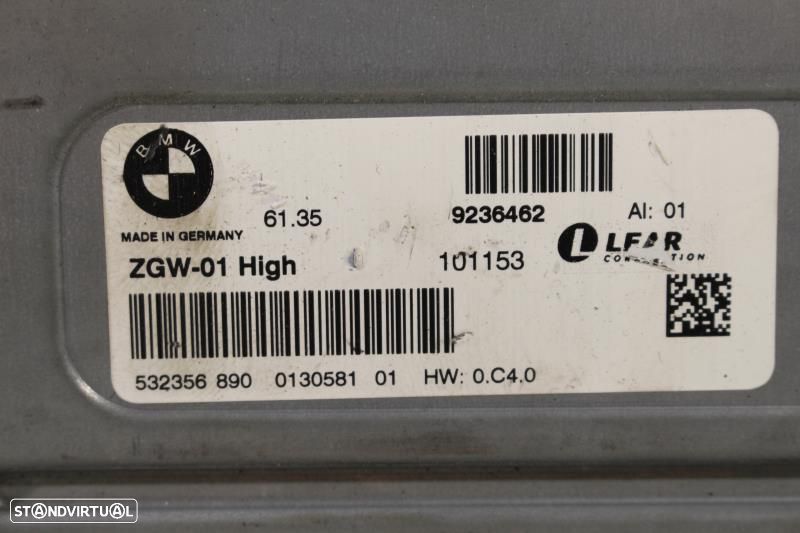 BMW
61.35
9236462
AI: 01
MADE IN GERMANY
ZGW-01 High
101153
LEAR
CORPORATION
532356 890 0130581 01 HW: 0.C4.0
STANDVIRTUAL